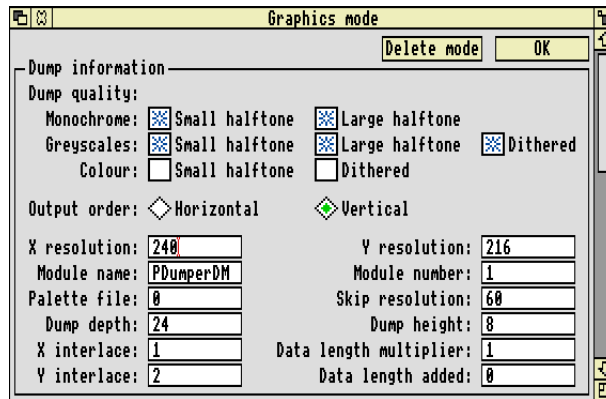 Graphics mode
Delete mode OK
Dump information
Dump quality:
Monochrome: Small halftone Large halftone
Greyscales: Small halftone Large halftone Dithered
Colour: Small halftone Dithered
Output order: Horizontal Vertical
X resolution: 240 Y resolution: 216
Module name: PDumperDM Module number: 1
Palette file: 0 Skip resolution: 60
Dump depth: 24 Dump height: 8
X interlace: 1 Data length multiplier: 1
Y interlace: 2 Data length added: 0